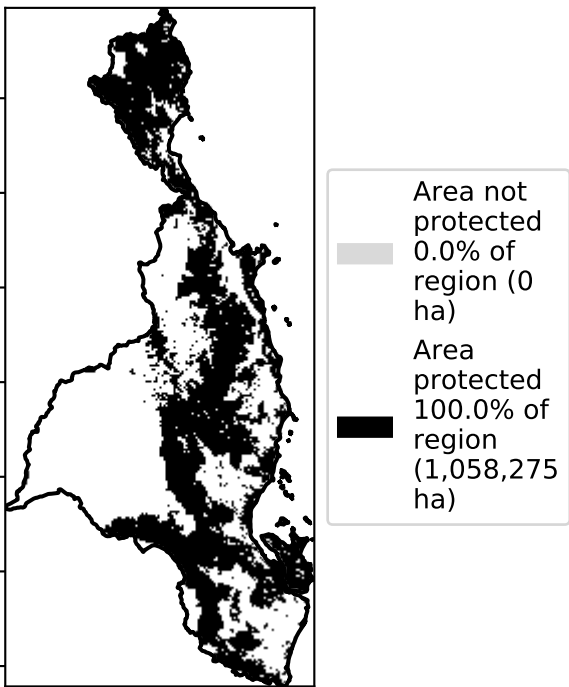 Area not
protected
0.0% of
region (0
ha)
Area
protected
100.0% of
region
(1,058,275
ha)